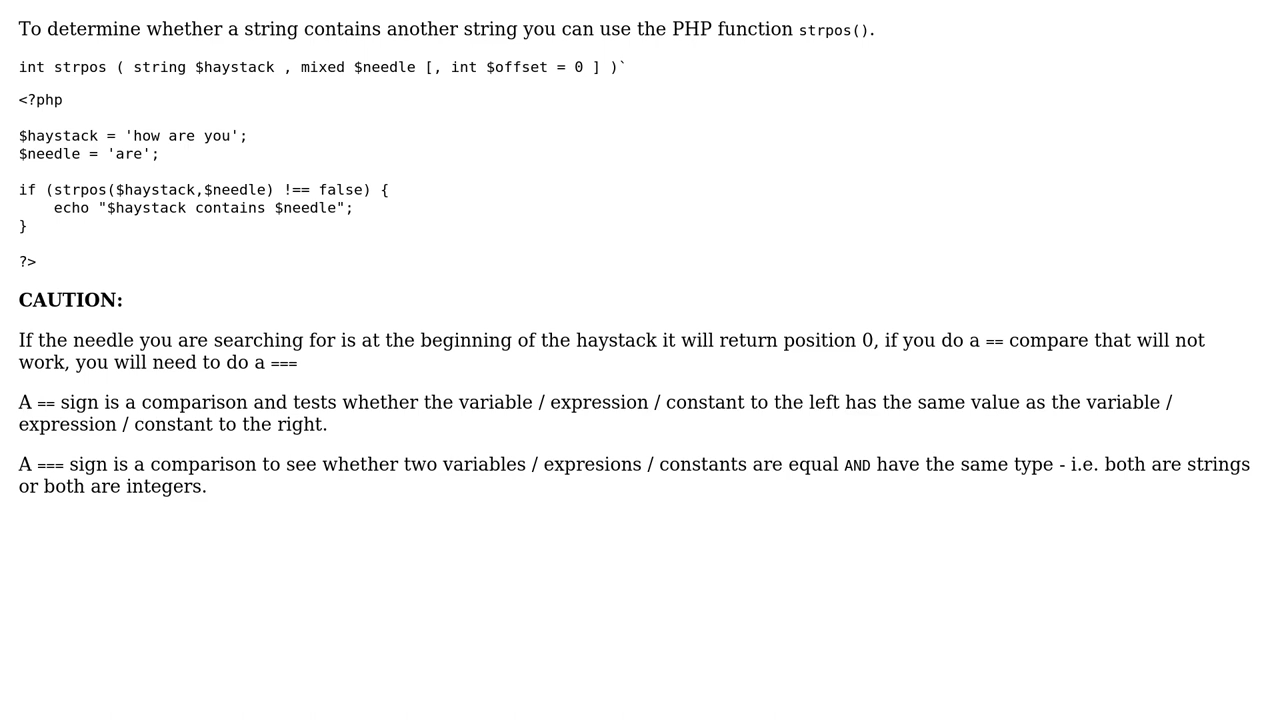 To determine whether a string contains another string you can use the PHP function strpos().
int strpos ( string $haystack , mixed $needle [, int $offset = 0 ] )`
<?php
$haystack = 'how are you';
$needle = 'are';
if (strpos($haystack,$needle) !== false) {
    echo "$haystack contains $needle";
}
?>
CAUTION:
If the needle you are searching for is at the beginning of the haystack it will return position 0, if you do a == compare that will not
work, you will need to do a ===
A == sign is a comparison and tests whether the variable / expression / constant to the left has the same value as the variable /
expression / constant to the right.
A === sign is a comparison to see whether two variables / expresions / constants are equal AND have the same type - i.e. both are strings
or both are integers.